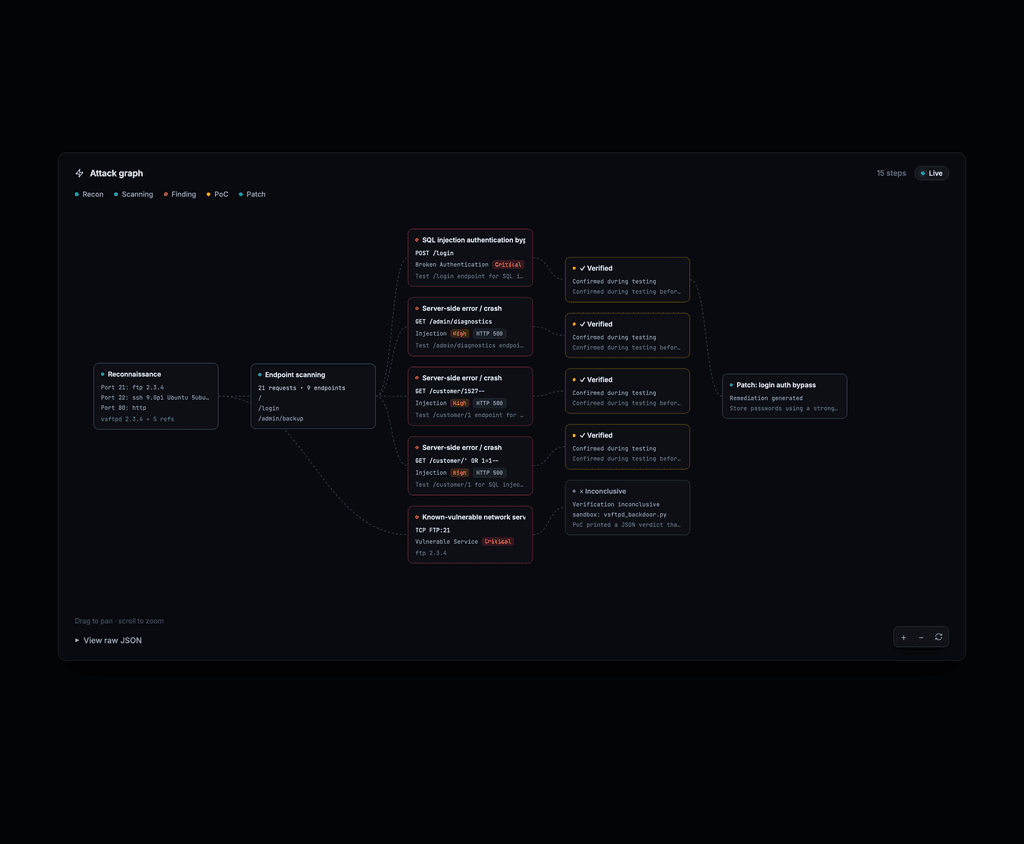 Attack graph
15 steps
Live
Recon
Scanning
Finding
PoC
Patch
Reconnaissance
Port 21: ftp 2.3.4
Port 22: ssh 9.0p1 Ubuntu 5ubu…
Port 80: http
vsftpd 2.3.4 • 5 refs
Endpoint scanning
21 requests • 9 endpoints
/
/login
/admin/backup
SQL injection authentication byp
POST /login
Broken Authentication Critical
Test /login endpoint for SQL i…
Server-side error / crash
GET /admin/diagnostics
Injection High HTTP 500
Test /admin/diagnostics endpoi…
Server-side error / crash
GET /customer/1527--
Injection High HTTP 500
Test /customer/1 endpoint for …
Server-side error / crash
GET /customer/' OR 1=1--
Injection High HTTP 500
Test /customer/1 for SQL injec…
Known-vulnerable network serv
TCP FTP:21
Vulnerable Service Critical
ftp 2.3.4
✓ Verified
Confirmed during testing
Confirmed during testing befor…
✓ Verified
Confirmed during testing
Confirmed during testing befor…
✓ Verified
Confirmed during testing
Confirmed during testing befor…
✓ Verified
Confirmed during testing
Confirmed during testing befor…
× Inconclusive
Verification inconclusive
sandbox: vsftpd_backdoor.py
PoC printed a JSON verdict tha…
Patch: login auth bypass
Remediation generated
Store passwords using a strong…
Drag to pan · scroll to zoom
▸ View raw JSON
+ −